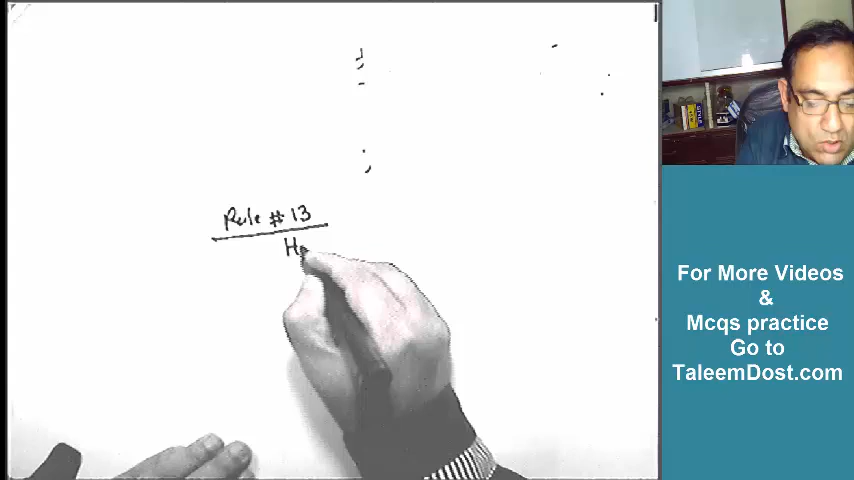 Rule # 13
H
For More Videos
&
Mcqs practice
Go to
TaleemDost.com